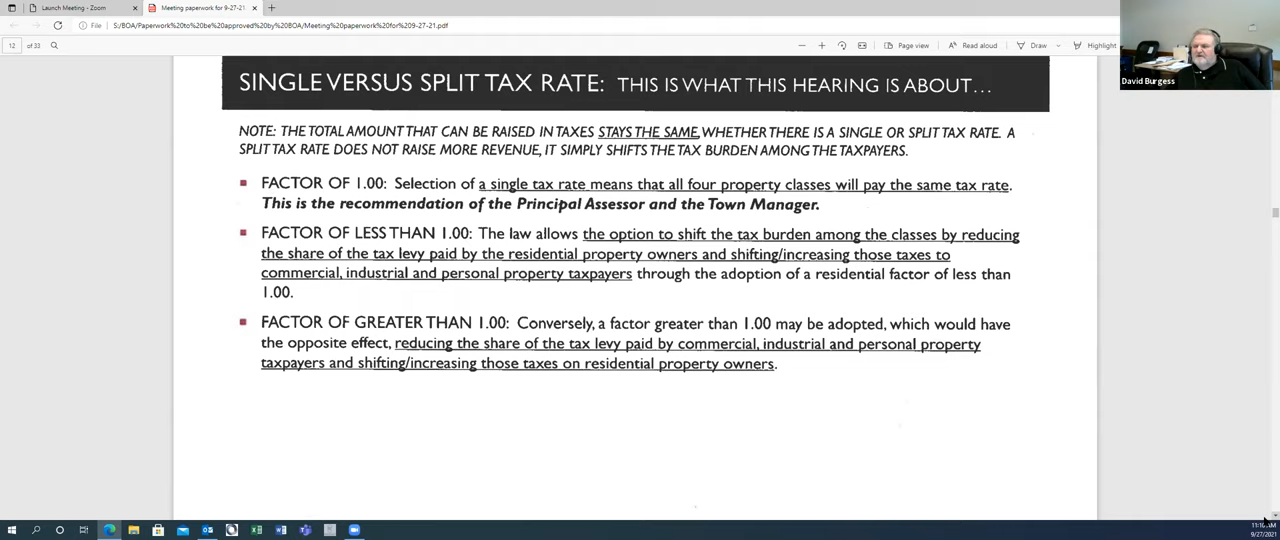 Launch Meeting - Zoom
Meeting paperwork for 9-27-21.
File
S:/BOA/Paperwork%20to%20be%20approved%20by%20BOA/Meeting%20paperwork%20for%209-27-21.pdf
12 of 33
Page view
Read aloud
Draw
Highlight
David Burgess
SINGLE VERSUS SPLIT TAX RATE: THIS IS WHAT THIS HEARING IS ABOUT…
NOTE: THE TOTAL AMOUNT THAT CAN BE RAISED IN TAXES STAYS THE SAME, WHETHER THERE IS A SINGLE OR SPLIT TAX RATE. A
SPLIT TAX RATE DOES NOT RAISE MORE REVENUE, IT SIMPLY SHIFTS THE TAX BURDEN AMONG THE TAXPAYERS.
FACTOR OF 1.00: Selection of a single tax rate means that all four property classes will pay the same tax rate.
This is the recommendation of the Principal Assessor and the Town Manager.
FACTOR OF LESS THAN 1.00: The law allows the option to shift the tax burden among the classes by reducing
the share of the tax levy paid by the residential property owners and shifting/increasing those taxes to
commercial, industrial and personal property taxpayers through the adoption of a residential factor of less than
1.00.
FACTOR OF GREATER THAN 1.00: Conversely, a factor greater than 1.00 may be adopted, which would have
the opposite effect, reducing the share of the tax levy paid by commercial, industrial and personal property
taxpayers and shifting/increasing those taxes on residential property owners.
9/27/2021